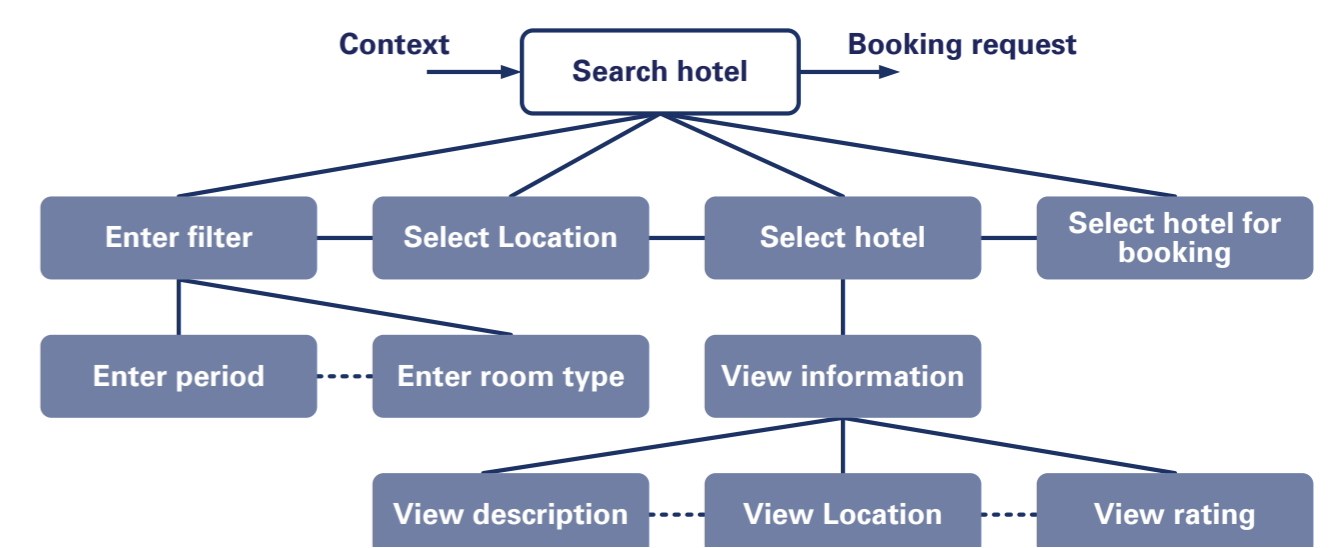 Context
Booking request
Search hotel
Enter filter
Select Location
Select hotel
Select hotel for
booking
Enter period
Enter room type
View information
View description
View Location
View rating